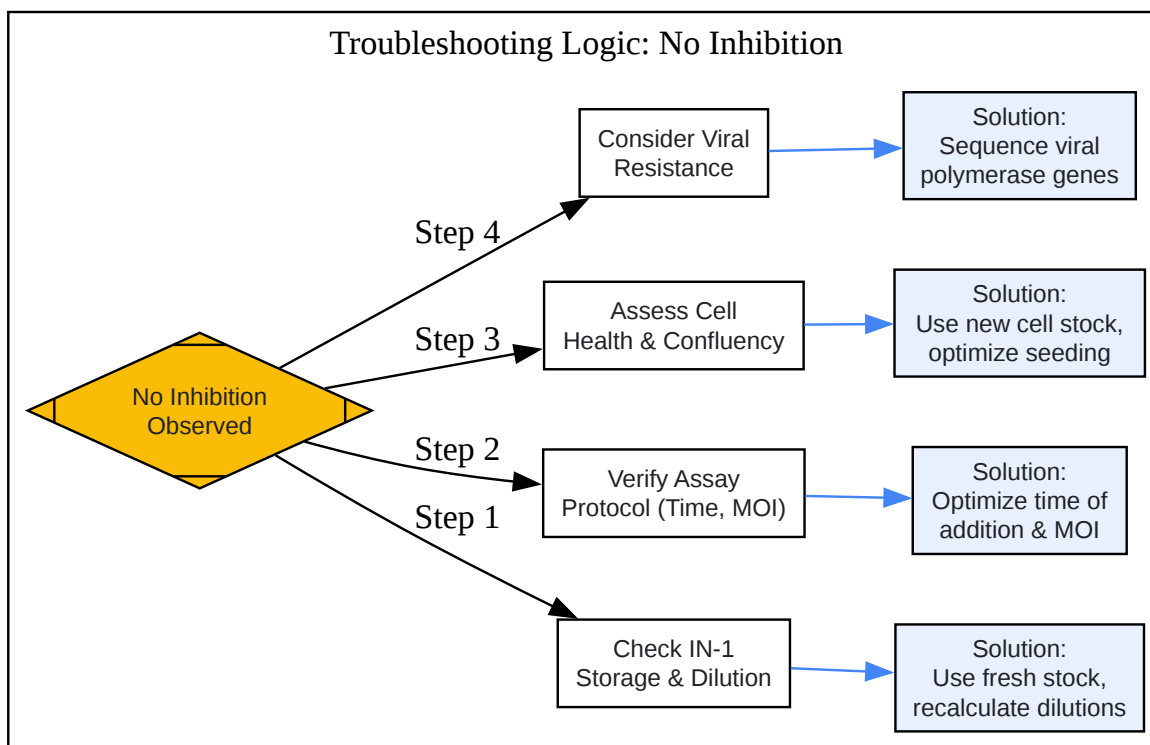 Troubleshooting Logic: No Inhibition
Consider Viral
Resistance
Solution:
Sequence viral
polymerase genes
Step 4
Assess Cell
Health & Confluency
Solution:
Use new cell stock,
optimize seeding
Step 3
No Inhibition
Observed
Step 2
Verify Assay
Protocol (Time, MOI)
Solution:
Optimize time of
addition & MOI
Step 1
Check IN-1
Storage & Dilution
Solution:
Use fresh stock,
recalculate dilutions